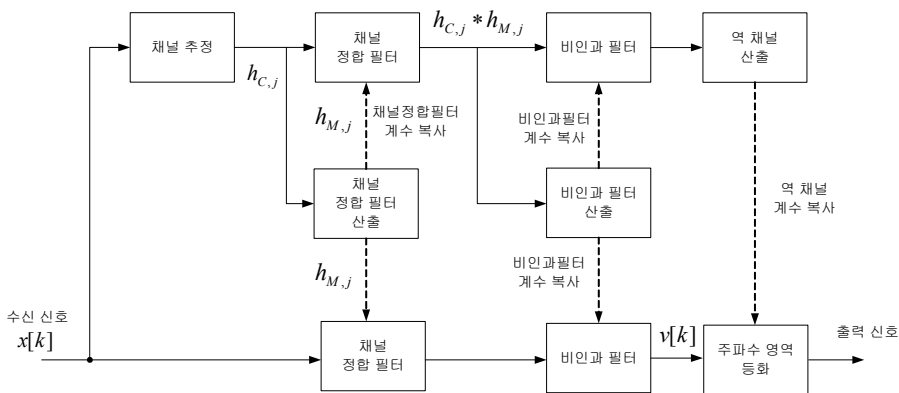 $h_{C,j} * h_{M,j}$
채널 추정
채널
정합 필터
비인과 필터
역 채널
산출
$h_{C,j}$
$h_{M,j}$
채널정합필터
계수 복사
비인과필터
계수 복사
채널
정합 필터
산출
비인과 필터
산출
역 채널
계수 복사
$h_{M,j}$
비인과필터
계수 복사
수신 신호
$x[k]$
채널
정합 필터
비인과 필터
$v[k]$
주파수 영역
등화
출력 신호